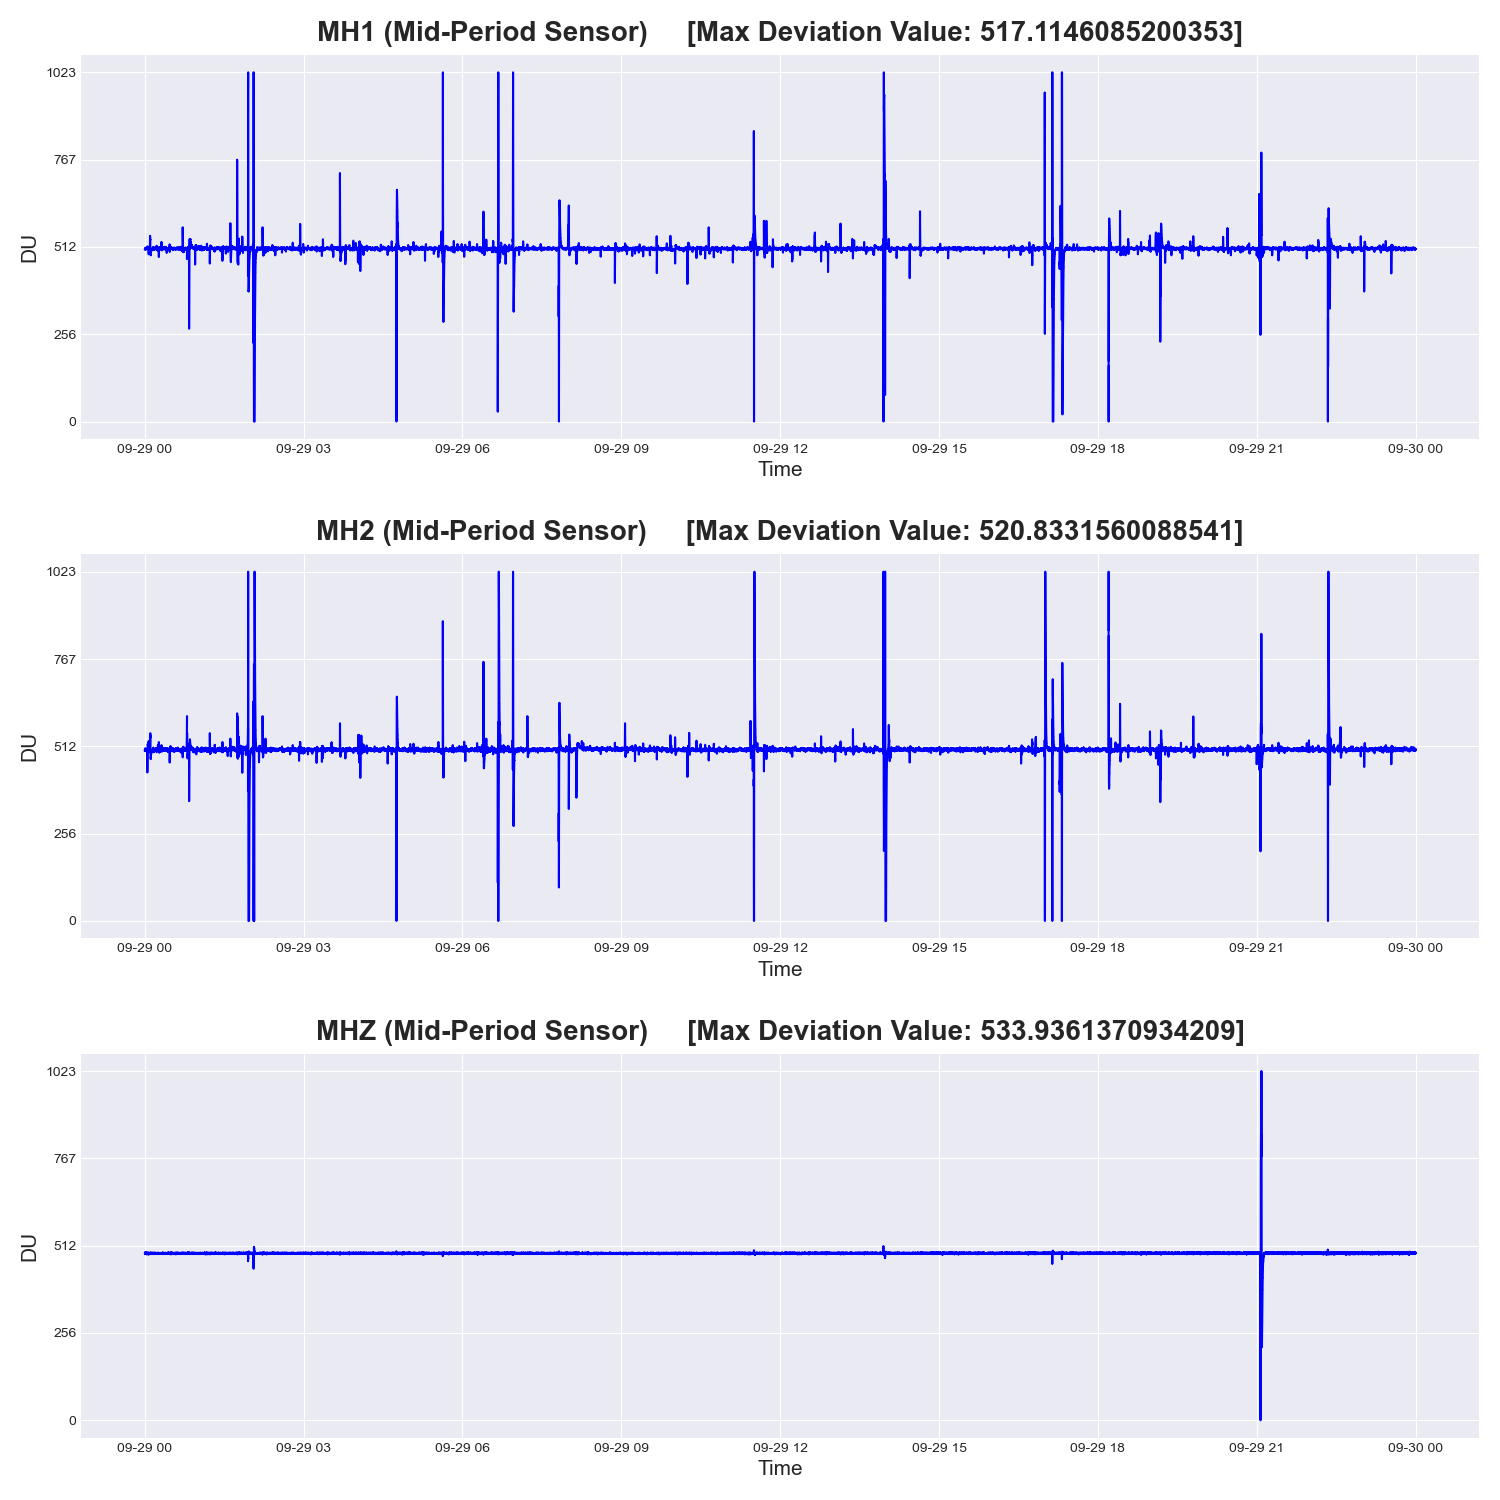 MH1 (Mid-Period Sensor) [Max Deviation Value: 517.1146085200353]
1023
767
512
256
0
DU
09-29 00 09-29 03 09-29 06 09-29 09 09-29 12 09-29 15 09-29 18 09-29 21 09-30 00
Time
MH2 (Mid-Period Sensor) [Max Deviation Value: 520.8331560088541]
1023
767
512
256
0
DU
09-29 00 09-29 03 09-29 06 09-29 09 09-29 12 09-29 15 09-29 18 09-29 21 09-30 00
Time
MHZ (Mid-Period Sensor) [Max Deviation Value: 533.9361370934209]
1023
767
512
256
0
DU
09-29 00 09-29 03 09-29 06 09-29 09 09-29 12 09-29 15 09-29 18 09-29 21 09-30 00
Time